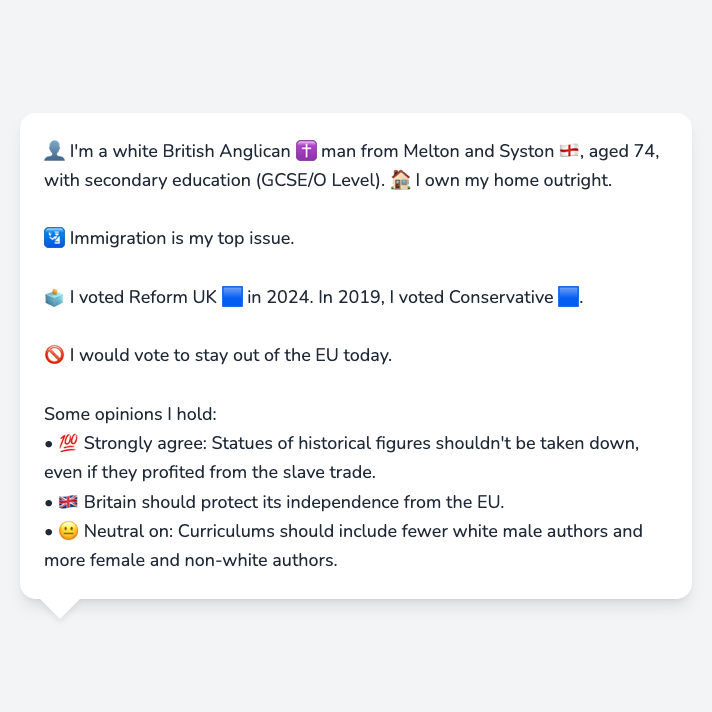 👤 I'm a white British Anglican ✝️ man from Melton and Syston 🏴󠁧󠁢󠁥󠁮󠁧󠁿, aged 74,
with secondary education (GCSE/O Level). 🏠 I own my home outright.
🛂 Immigration is my top issue.
🗳️ I voted Reform UK 🟦 in 2024. In 2019, I voted Conservative 🟦.
🚫 I would vote to stay out of the EU today.
Some opinions I hold:
• 💯 Strongly agree: Statues of historical figures shouldn't be taken down,
even if they profited from the slave trade.
• 🇬🇧 Britain should protect its independence from the EU.
• 😐 Neutral on: Curriculums should include fewer white male authors and
more female and non-white authors.